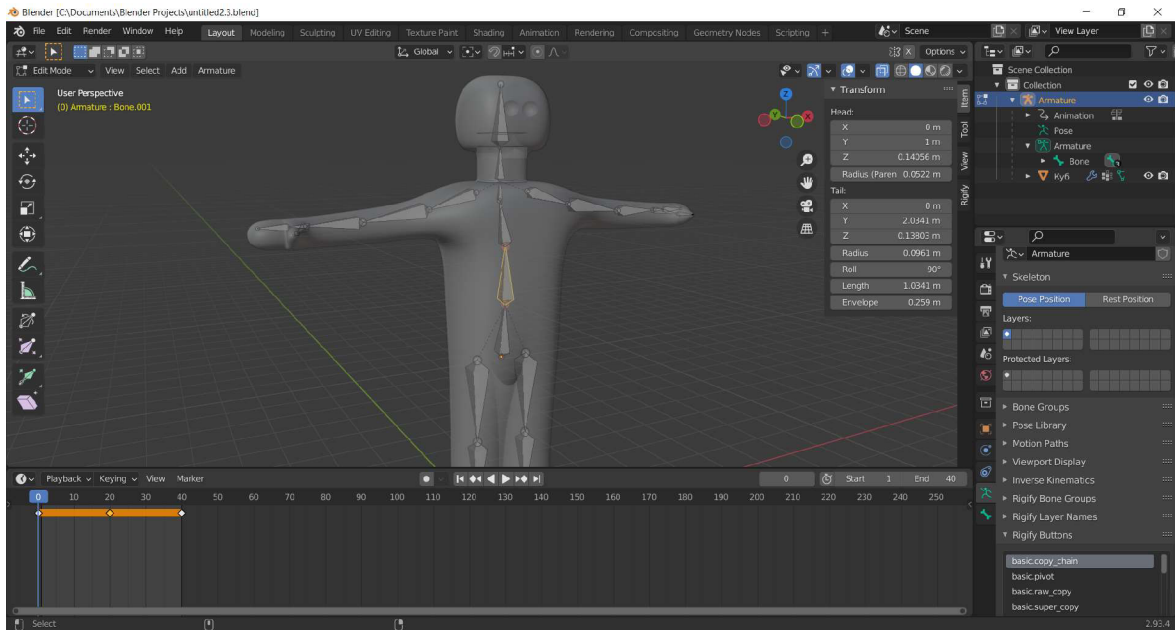 Blender [C:\Documents\Blender Projects\untitled2.3.blend]
File Edit Render Window Help Layout Modeling Sculpting UV Editing Texture Paint Shading Animation Rendering Compositing Geometry Nodes Scripting + Scene View Layer
Global Options
Edit Mode View Select Add Armature
User Perspective
(0) Armature : Bone.001
Z
Y
X
Transform
Head:
X 0 m
Y 1 m
Z 0.14056 m
Radius (Paren 0.0522 m
Tail:
X 0 m
Y 2.0341 m
Z 0.13803 m
Radius 0.0961 m
Roll 90°
Length 1.0341 m
Envelope 0.259 m
Item
Tool
View
Rigify
Scene Collection
Collection
Armature
Animation
Pose
Armature
Bone
Куб
Armature
Skeleton
Pose Position Rest Position
Layers:
Protected Layers:
Bone Groups
Pose Library
Motion Paths
Viewport Display
Inverse Kinematics
Rigify Bone Groups
Rigify Layer Names
Rigify Buttons
basic.copy_chain
basic.pivot
basic.raw_copy
basic.super_copy
Playback Keying View Marker 0 Start 1 End 40
0 10 20 30 40 50 60 70 80 90 100 110 120 130 140 150 160 170 180 190 200 210 220 230 240 250
Select 2.93.4